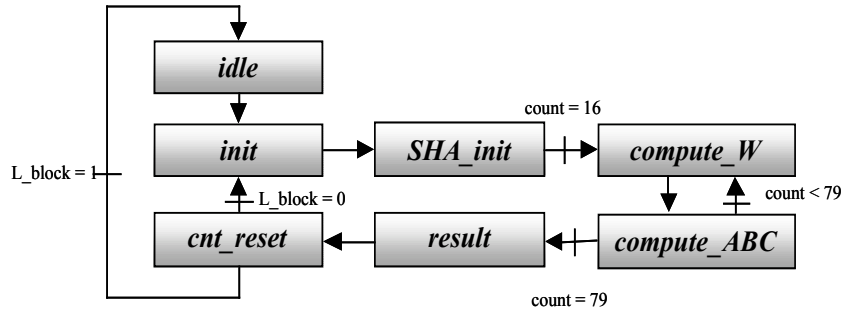 idle
count = 16
init
SHA_init
compute_W
L_block = 1
count < 79
L_block = 0
cnt_reset
result
compute_ABC
count = 79